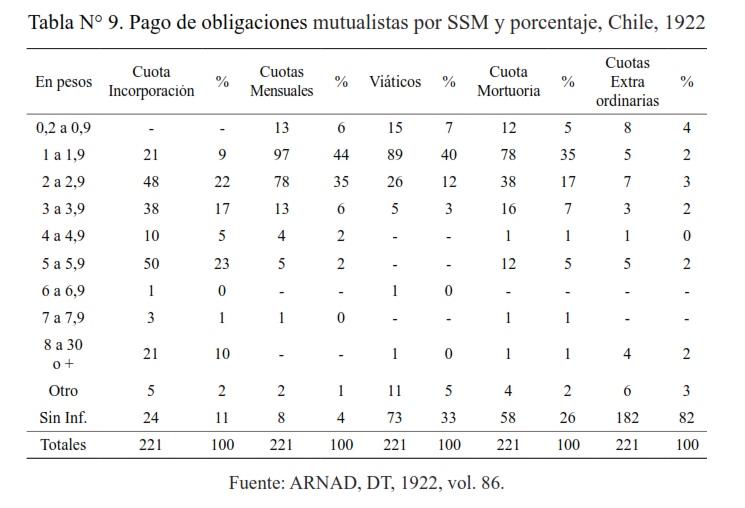 Tabla N° 9. Pago de obligaciones mutualistas por SSM y porcentaje, Chile, 1922
En pesos Cuota Incorporación % Cuotas Mensuales % Viáticos % Cuota Mortuoria % Cuotas Extra ordinarias %
0,2 a 0,9 - - 13 6 15 7 12 5 8 4
1 a 1,9 21 9 97 44 89 40 78 35 5 2
2 a 2,9 48 22 78 35 26 12 38 17 7 3
3 a 3,9 38 17 13 6 5 3 16 7 3 2
4 a 4,9 10 5 4 2 - - 1 1 1 0
5 a 5,9 50 23 5 2 - - 12 5 5 2
6 a 6,9 1 0 - - 1 0 - - - -
7 a 7,9 3 1 1 0 - - 1 1 - -
8 a 30 o + 21 10 - - 1 0 1 1 4 2
Otro 5 2 2 1 11 5 4 2 6 3
Sin Inf. 24 11 8 4 73 33 58 26 182 82
Totales 221 100 221 100 221 100 221 100 221 100
Fuente: ARNAD, DT, 1922, vol. 86.